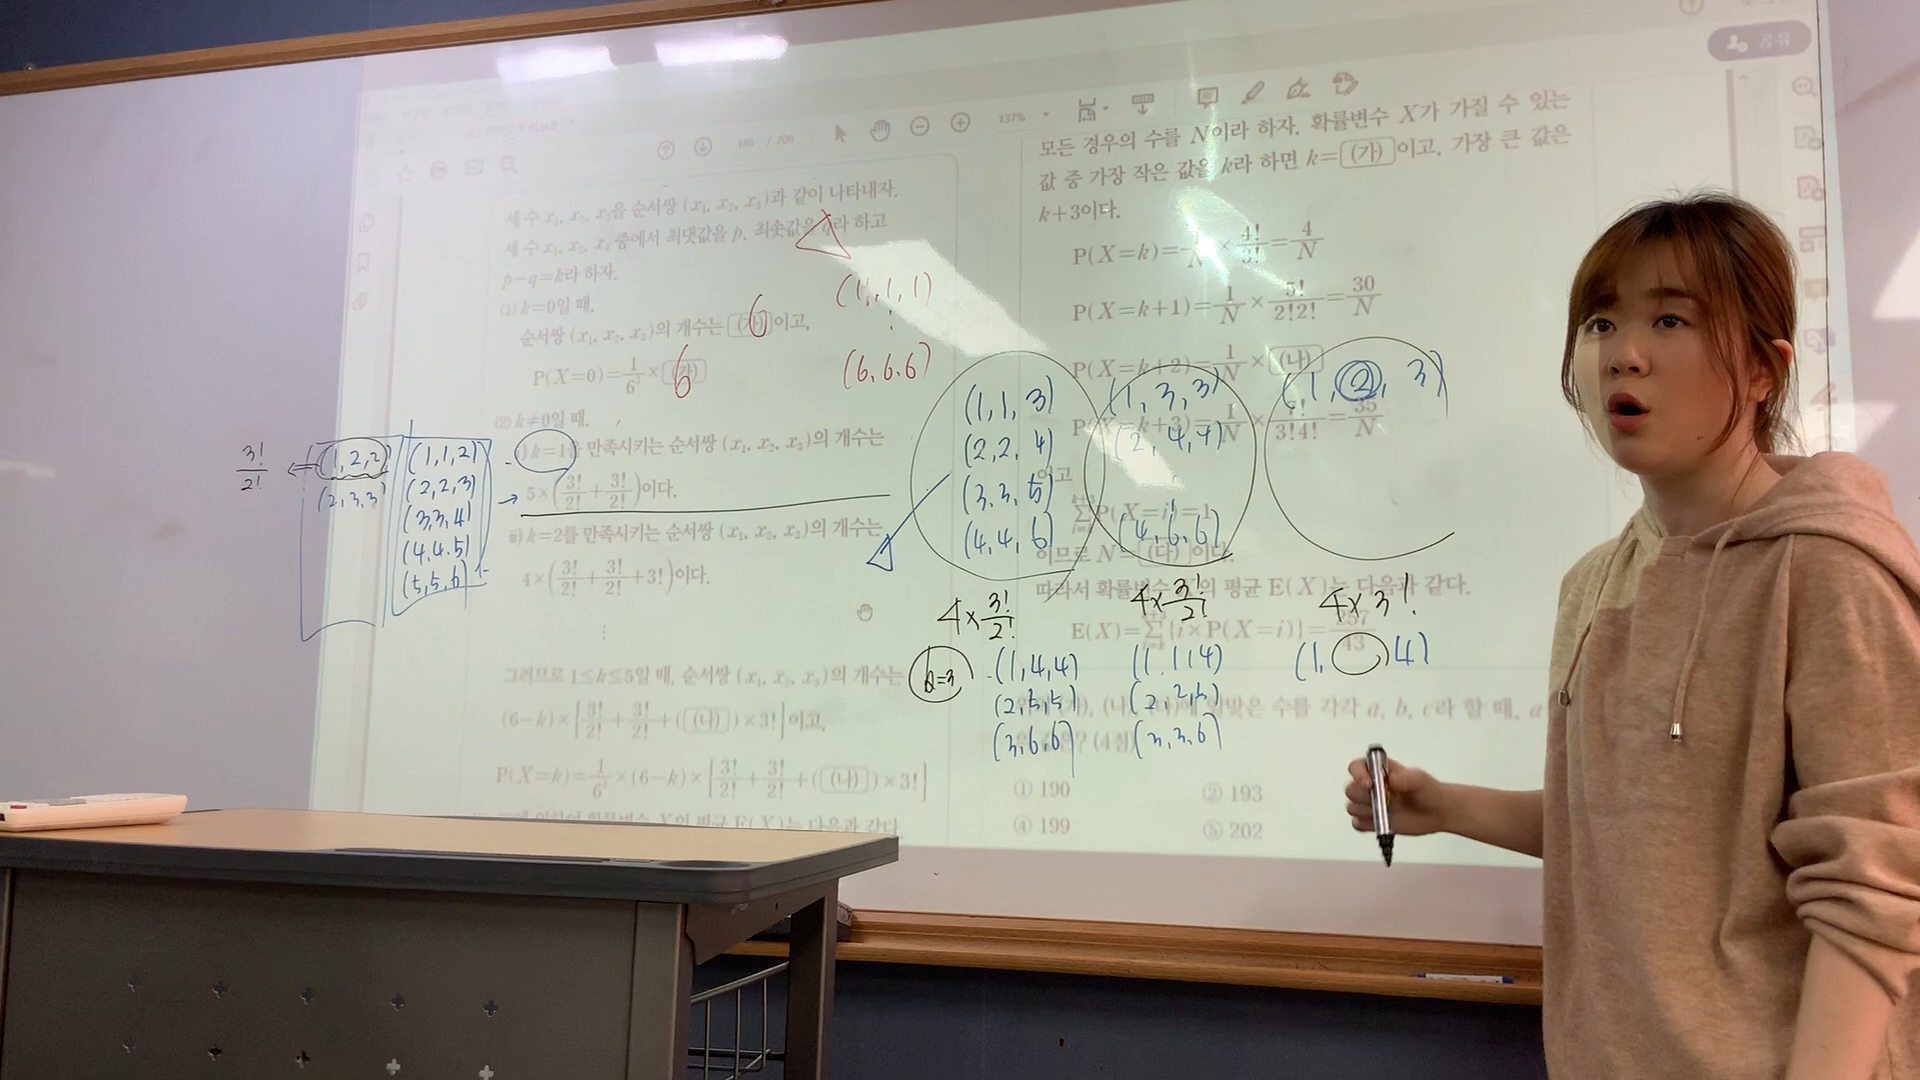 공유
137%
146 / 200
세 수 x₁, x₂, x₃을 순서쌍 (x₁, x₂, x₃)과 같이 나타내자.
세 수 x₁, x₂, x₃ 중에서 최댓값을 p, 최솟값을 q라 하고
p-q=k라 하자.
(1) k=0일 때,
순서쌍 (x₁, x₂, x₃)의 개수는 (가)이고,
6
P(X=0)=1/6³×(가)
6
(1,1,1)
(6,6,6)
(2) k≠0일 때,
i) k=1을 만족시키는 순서쌍 (x₁, x₂, x₃)의 개수는
5×(3!/2!+3!/2!)이다.
ii) k=2를 만족시키는 순서쌍 (x₁, x₂, x₃)의 개수는
4×(3!/2!+3!/2!+3!)이다.
⋮
그러므로 1≤k≤5일 때, 순서쌍 (x₁, x₂, x₃)의 개수는
(6-k)×[3!/2!+3!/2!+((나))×3!]이고,
P(X=k)=1/6³×(6-k)×[3!/2!+3!/2!+((나))×3!]
3!/2!
(1,2,2)
(2,3,3)
(1,1,2)
(2,2,3)
(3,3,4)
(4,4,5)
(5,5,6)
모든 경우의 수를 N이라 하자. 확률변수 X가 가질 수 있는
값 중 가장 작은 값을 k라 하면 k=(가)이고, 가장 큰 값은
k+3이다.
P(X=k)=1/N×4!/3!=4/N
P(X=k+1)=1/N×5!/2!2!=30/N
P(X=k+2)=1/N×(나)
P(X=k+3)=1/N×7!/3!4!=35/N
이고
P(X=i)=1
이므로 N=(다)이다.
따라서 확률변수 X의 평균 E(X)는 다음과 같다.
E(X)=Σ{i×P(X=i)}=257/43
수를 각각 a, b, c라 할 때, a
(4점)
① 190
② 193
④ 199
⑤ 202
(1,1,3)
(2,2,4)
(3,3,5)
(4,4,6)
4×3!/2!
(1,3,3)
(2,4,4)
(4,6,6)
4×3!/2!
(1,2,3)
4×3!
k=3
(1,4,4)
(2,5,5)
(3,6,6)
(1,1,4)
(2,2,5)
(3,3,6)
(1, ,4)